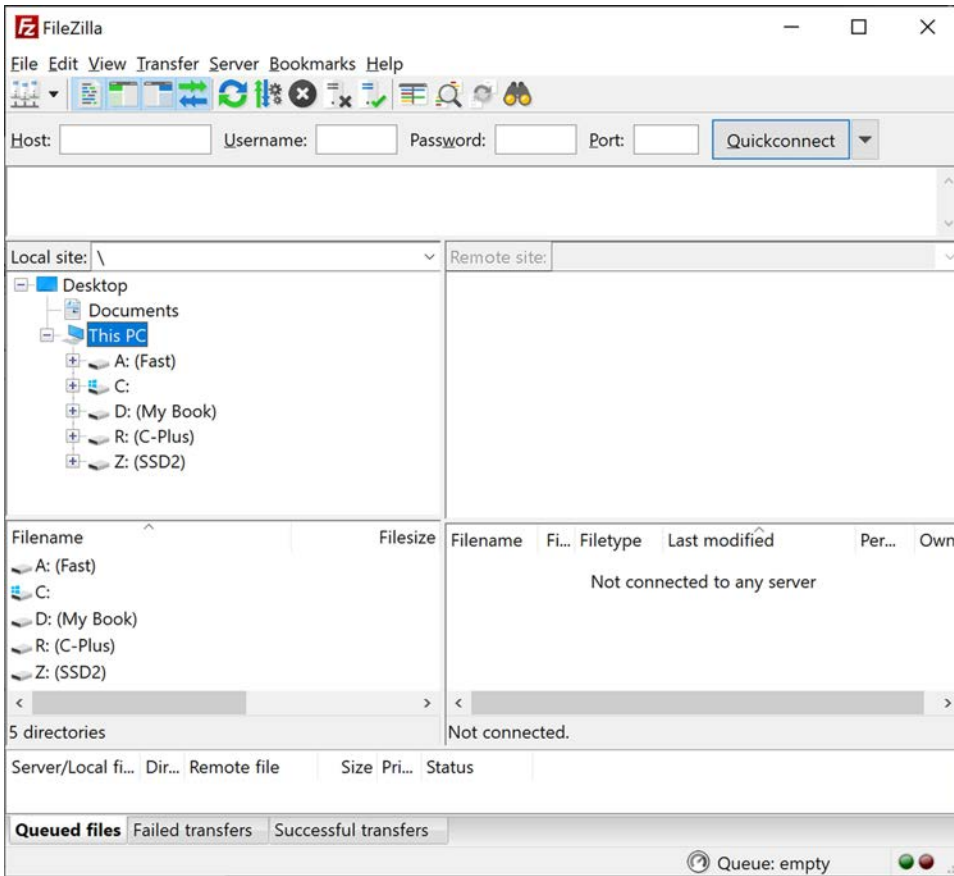 FileZilla
File Edit View Transfer Server Bookmarks Help
Host: Username: Password: Port: Quickconnect
Local site: \ Remote site:
Desktop
Documents
This PC
A: (Fast)
C:
D: (My Book)
R: (C-Plus)
Z: (SSD2)
Filename Filesize
A: (Fast)
C:
D: (My Book)
R: (C-Plus)
Z: (SSD2)
5 directories
Filename Fi... Filetype Last modified Per... Own
Not connected to any server
Not connected.
Server/Local fi... Dir... Remote file Size Pri... Status
Queued files Failed transfers Successful transfers
Queue: empty